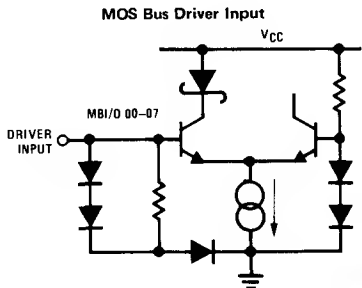 MOS Bus Driver Input
VCC
MBI/O 00–07
DRIVER
INPUT